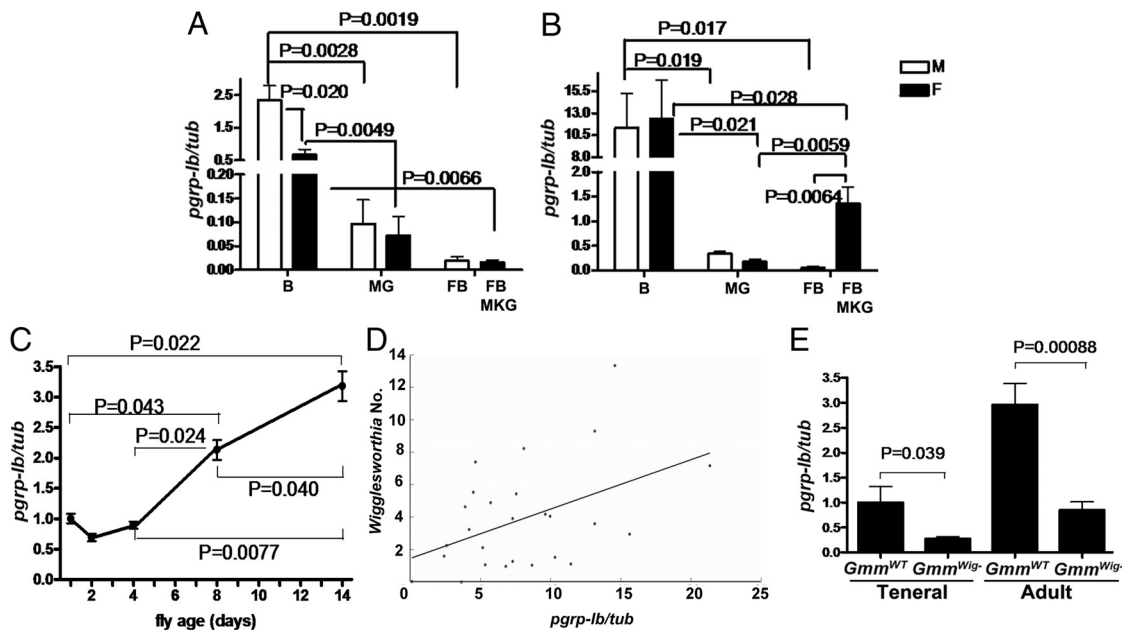 A
P=0.0019
P=0.0028
P=0.020
P=0.0049
P=0.0066
pgrp-lb/tub
2.5
1.5
0.5
0.20
0.15
0.10
0.05
0.00
B MG FB FB
MKG
B
P=0.017
P=0.019
P=0.028
P=0.021
P=0.0059
P=0.0064
M
F
pgrp-lb/tub
15.5
13.0
10.5
8.0
2.0
1.5
1.0
0.5
0.0
B MG FB FB
MKG
C
P=0.022
P=0.043
P=0.024
P=0.040
P=0.0077
pgrp-lb/tub
3.5
3.0
2.5
2.0
1.5
1.0
0.5
0.0
2 4 6 8 10 12 14
fly age (days)
D
Wigglesworthia No.
14
12
10
8
6
4
2
0 5 10 15 20 25
pgrp-lb/tub
E
P=0.00088
P=0.039
pgrp-lb/tub
3.5
3.0
2.5
2.0
1.5
1.0
0.5
0.0
GmmWT GmmWig- GmmWT GmmWig-
Teneral Adult